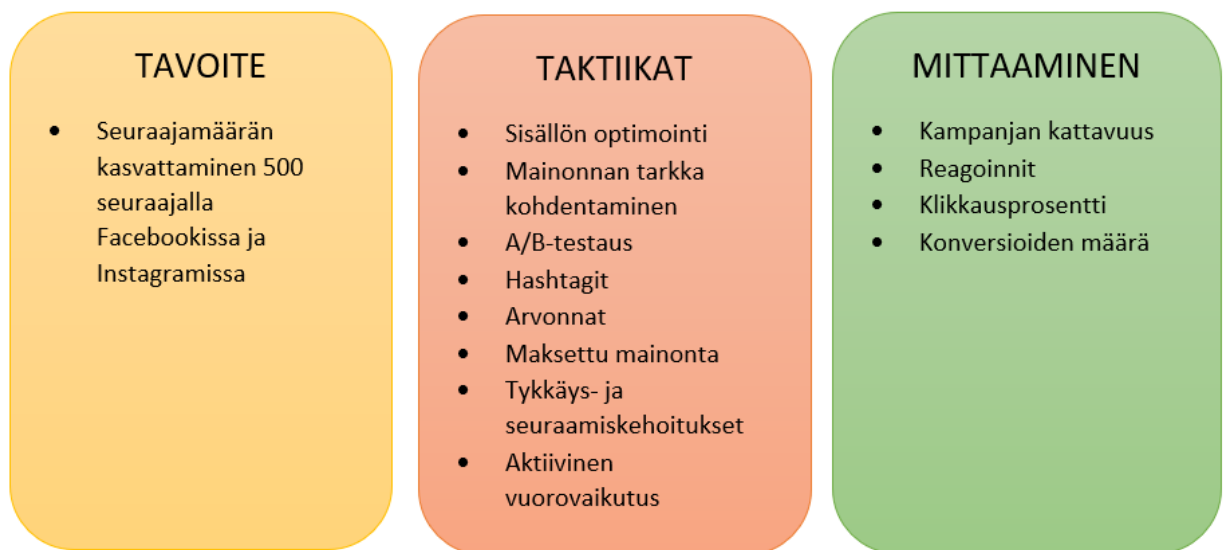 TAVOITE
• Seuraajamäärän
kasvattaminen 500
seuraajalla
Facebookissa ja
Instagramissa
TAKTIIKAT
• Sisällön optimointi
• Mainonnan tarkka
kohdentaminen
• A/B-testaus
• Hashtagit
• Arvonnat
• Maksettu mainonta
• Tykkäys- ja
seuraamiskehoitukset
• Aktiivinen
vuorovaikutus
MITTAAMINEN
• Kampanjan kattavuus
• Reagoinnit
• Klikkausprosentti
• Konversioiden määrä